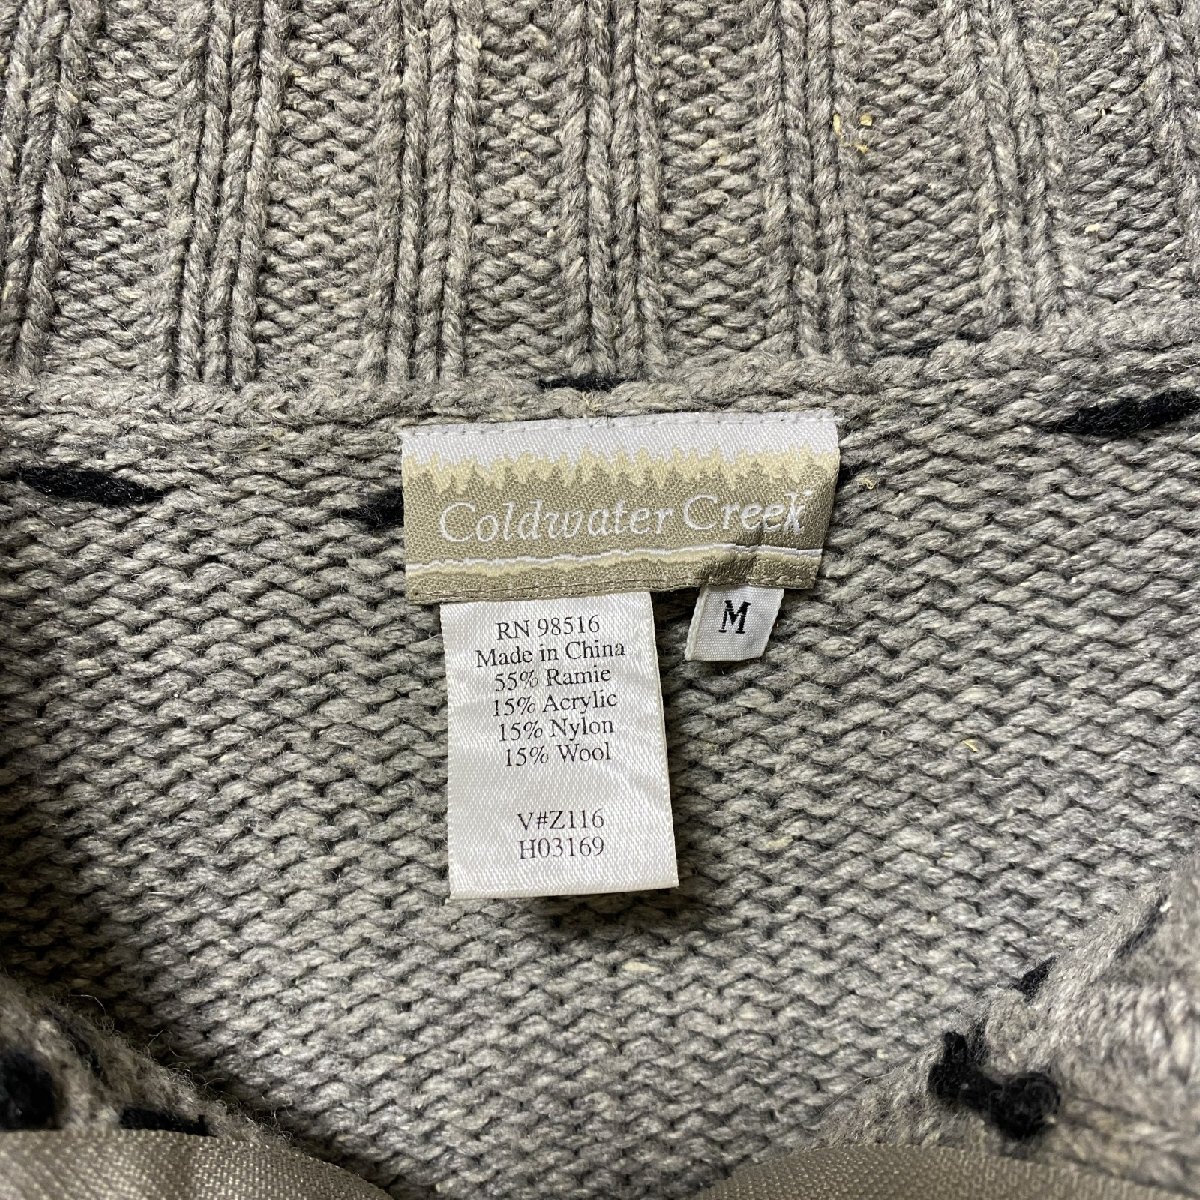 Coldwater Creek
M
RN 98516
Made in China
55% Ramie
15% Acrylic
15% Nylon
15% Wool
V#Z116
H03169